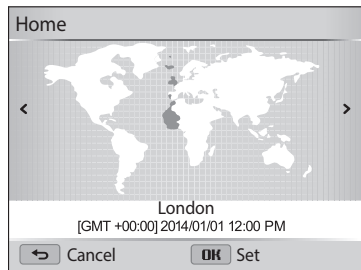 Home
London
[GMT +00:00] 2014/01/01 12:00 PM
Cancel
OK Set